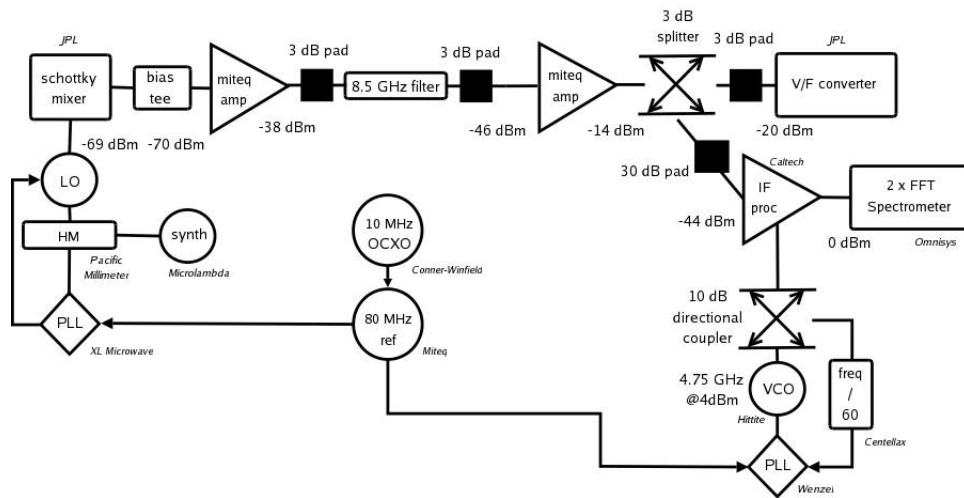 JPL
schottky
mixer
bias
tee
miteq
amp
3 dB pad
8.5 GHz filter
3 dB pad
miteq
amp
3 dB
splitter
3 dB pad
JPL
V/F converter
-69 dBm
-70 dBm
-38 dBm
-46 dBm
-14 dBm
-20 dBm
LO
HM
synth
Pacific
Millimeter
Microlambda
10 MHz
OCXO
Conner-Winfield
30 dB pad
Caltech
IF
proc
-44 dBm
0 dBm
2 x FFT
Spectrometer
Omnisys
PLL
XL Microwave
80 MHz
ref
Miteq
10 dB
directional
coupler
4.75 GHz
@4dBm
VCO
Hittite
freq
/
60
Centellax
PLL
Wenzel